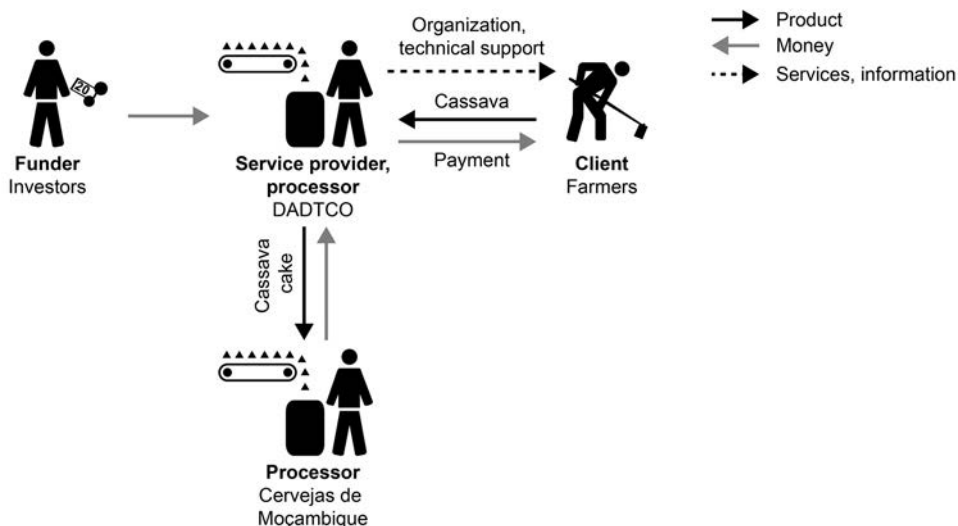 Organization,
technical support
Product
Money
Services, information
20
Cassava
Payment
Funder
Investors
Service provider,
processor
DADTCO
Client
Farmers
Cassava
cake
Processor
Cervejas de
Moçambique